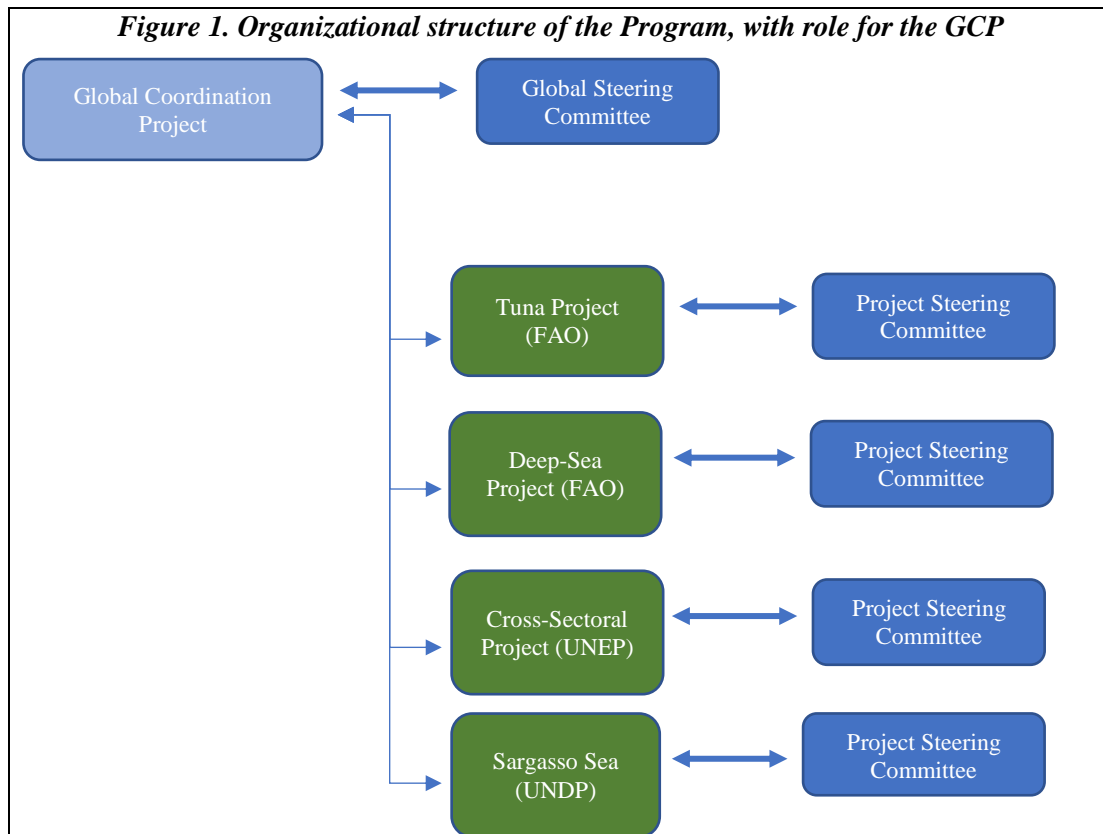 Figure 1. Organizational structure of the Program, with role for the GCP
Global Coordination
Project
Global Steering
Committee
Tuna Project
(FAO)
Project Steering
Committee
Deep-Sea
Project (FAO)
Project Steering
Committee
Cross-Sectoral
Project (UNEP)
Project Steering
Committee
Sargasso Sea
(UNDP)
Project Steering
Committee